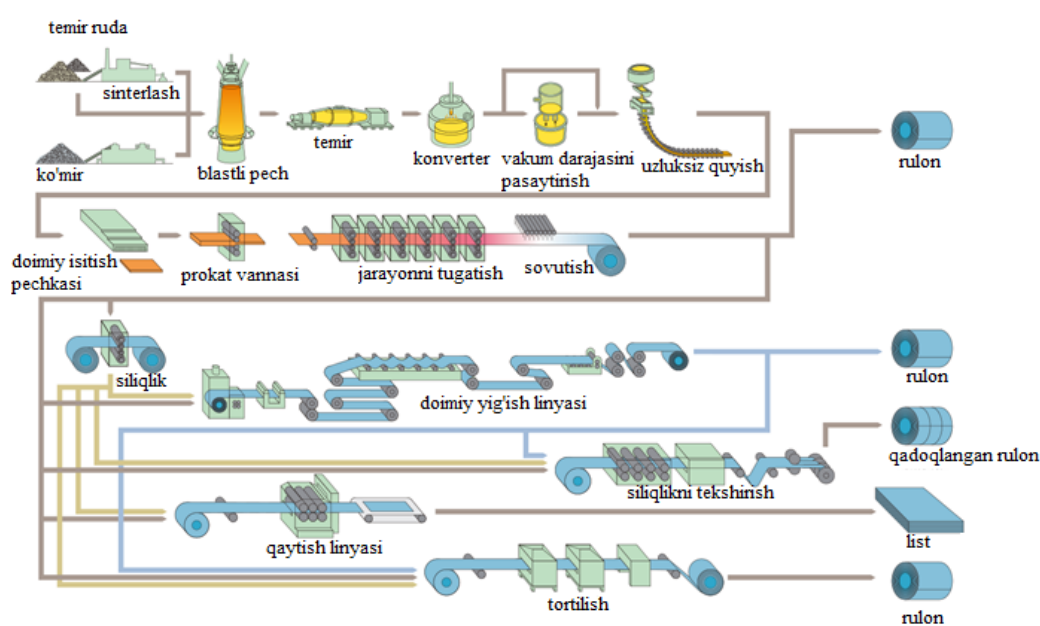 temir ruda
sinterlash
ko'mir
blastli pech
temir
konverter
vakum darajasini
pasaytirish
uzluksiz quyish
rulon
doimiy isitish
pechkasi
prokat vannasi
jarayonni tugatish
sovutish
siliqlik
doimiy yig'ish linyasi
rulon
qadoqlangan rulon
siliqlikni tekshirish
qaytish linyasi
list
tortilish
rulon